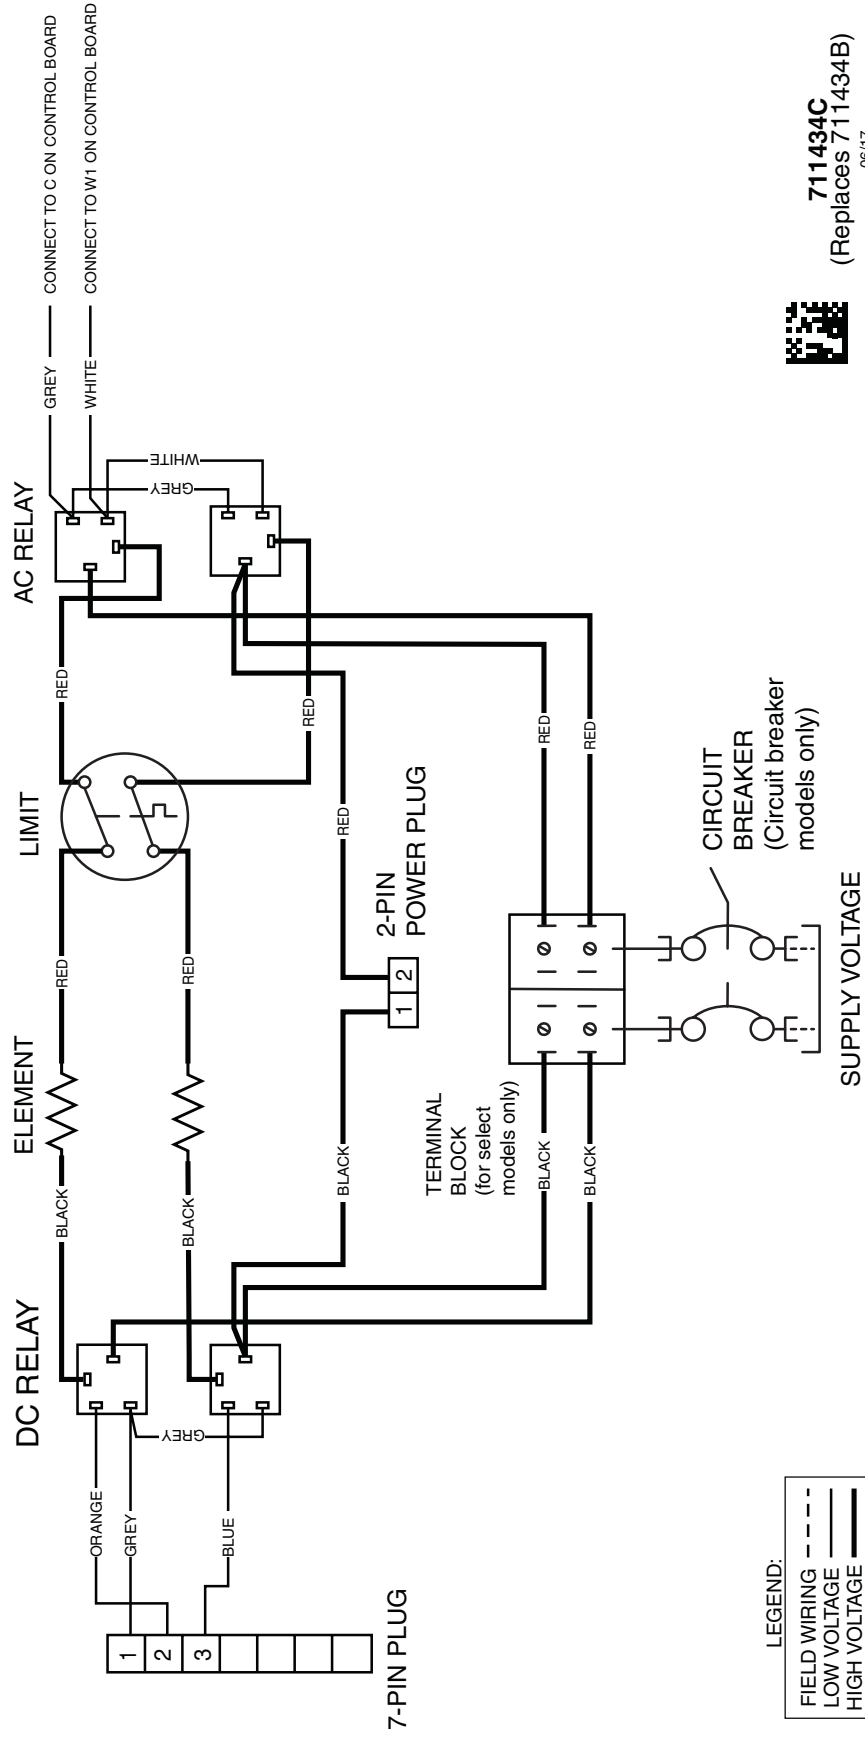 DC RELAY
ELEMENT
LIMIT
AC RELAY
GREY
CONNECT TO C ON CONTROL BOARD
BLACK
RED
RED
WHITE
CONNECT TO W1 ON CONTROL BOARD
ORANGE
GREY
1
2
3
GREY
BLACK
RED
GREY
WHITE
BLUE
RED
7-PIN PLUG
BLACK
RED
2-PIN
POWER PLUG
1
2
TERMINAL
BLOCK
(for select
models only)
BLACK
BLACK
RED
RED
CIRCUIT
BREAKER
(Circuit breaker
models only)
SUPPLY VOLTAGE
LEGEND:
FIELD WIRING
LOW VOLTAGE
HIGH VOLTAGE
711434C
(Replaces 711434B)
06/17